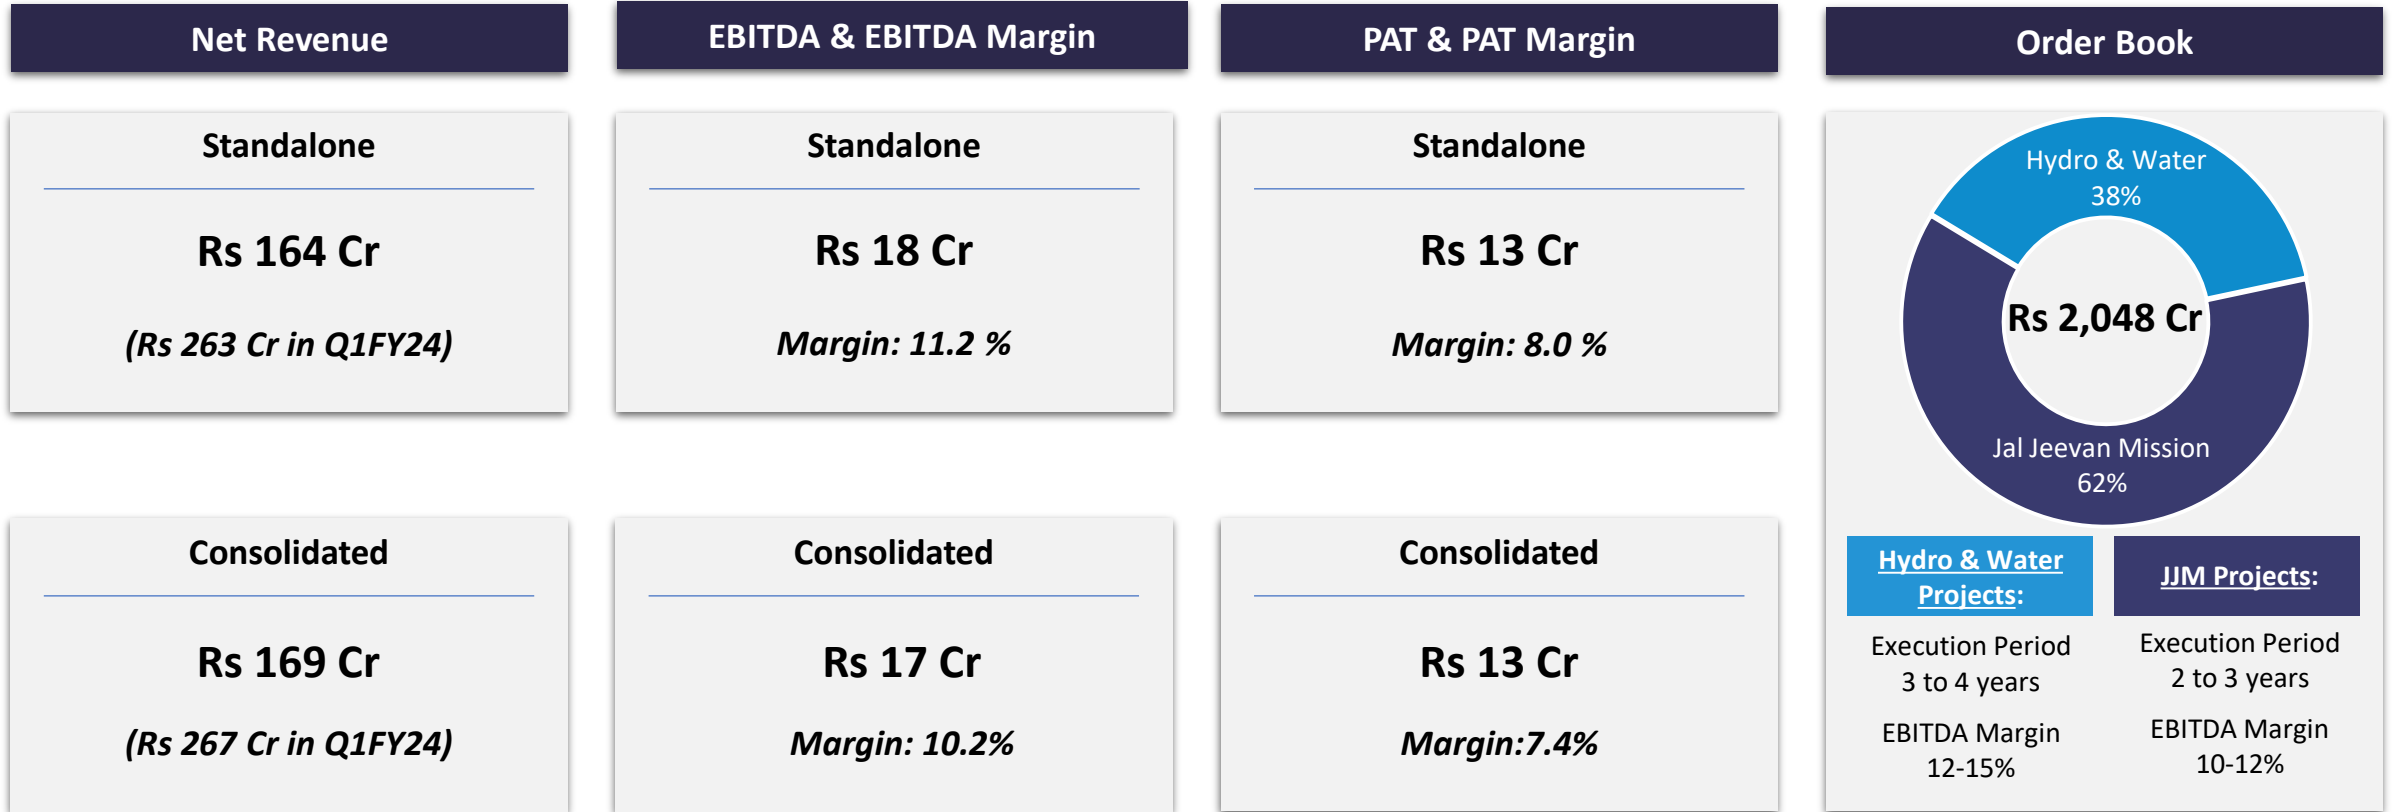 Net Revenue
Standalone
Rs 164 Cr
(Rs 263 Cr in Q1FY24)
Consolidated
Rs 169 Cr
(Rs 267 Cr in Q1FY24)
EBITDA & EBITDA Margin
Standalone
Rs 18 Cr
Margin: 11.2 %
Consolidated
Rs 17 Cr
Margin: 10.2%
PAT & PAT Margin
Standalone
Rs 13 Cr
Margin: 8.0 %
Consolidated
Rs 13 Cr
Margin:7.4%
Order Book
Hydro & Water
38%
Rs 2,048 Cr
Jal Jeevan Mission
62%
Hydro & Water
Projects:
Execution Period
3 to 4 years
EBITDA Margin
12-15%
JJM Projects:
Execution Period
2 to 3 years
EBITDA Margin
10-12%